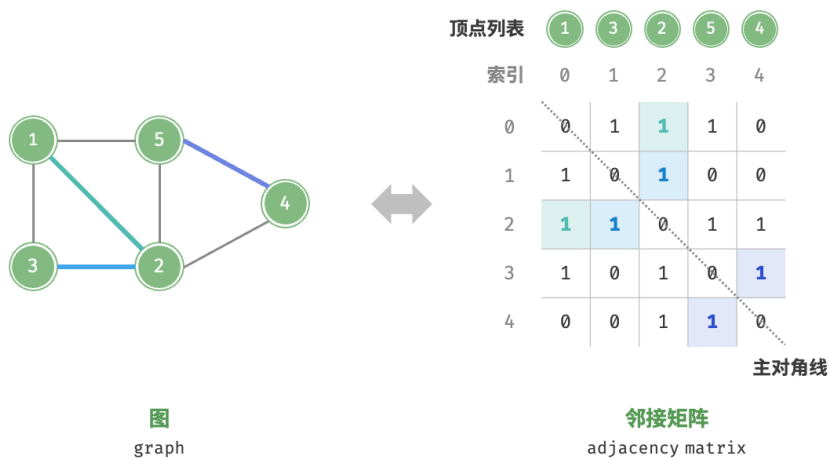 顶点列表 1 3 2 5 4
索引 0 1 2 3 4
0 0 1 1 1 0
1 1 0 1 0 0
2 1 1 0 1 1
3 1 0 1 0 1
4 0 0 1 1 0
主对角线
1 5
4
3 2
图
graph
邻接矩阵
adjacency matrix